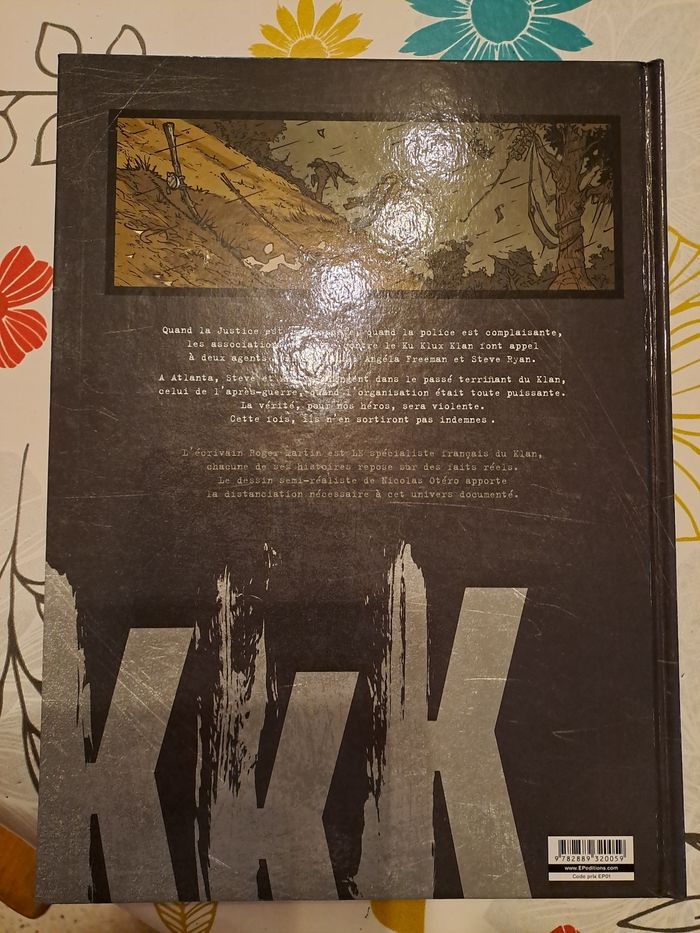 Quand la Justice est quand la police est complaisante,
les association contre le Ku Klux Klan font appel
à deux agents Angéla Freeman et Steve Ryan.
A Atlanta, Steve et dans le passé terrifiant du Klan,
celui de l'après-guerre, quand l'organisation était toute puissante.
La vérité, pour nos héros, sera violente.
Cette fois, ils n'en sortiront pas indemnes.
L'écrivain Roger Martin est LE spécialiste français du Klan,
chacune de ses histoires repose sur des faits réels.
Le dessin semi-réaliste de Nicolas Otéro apporte
la distanciation nécessaire à cet univers documenté.
KKK
9 782889 320059
www.EPeditions.com
Code prix EP01